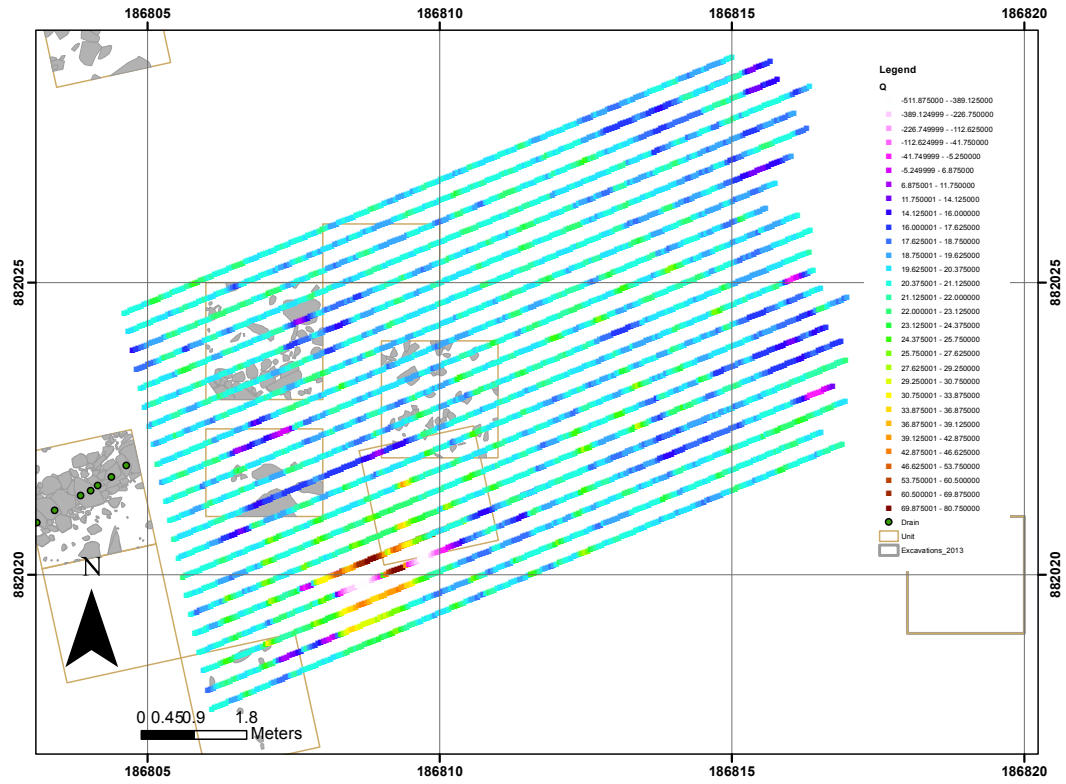 186805 186810 186815 186820
Legend
Q
-511.875000 - -389.125000
-389.124999 - -226.750000
-226.749999 - -112.625000
-112.624999 - -41.750000
-41.749999 - -5.250000
-5.249999 - 6.875000
6.875001 - 11.750000
11.750001 - 14.125000
14.125001 - 16.000000
16.000001 - 17.625000
17.625001 - 18.750000
18.750001 - 19.625000
19.625001 - 20.375000
20.375001 - 21.125000
21.125001 - 22.000000
22.000001 - 23.125000
23.125001 - 24.375000
24.375001 - 25.750000
25.750001 - 27.625000
27.625001 - 29.250000
29.250001 - 30.750000
30.750001 - 33.875000
33.875001 - 36.875000
36.875001 - 39.125000
39.125001 - 42.875000
42.875001 - 46.625000
46.625001 - 53.750000
53.750001 - 60.500000
60.500001 - 69.875000
69.875001 - 80.750000
Drain
Unit
Excavations_2013
882025 882025
882020 882020
N
0 0.45 0.9 1.8
Meters
186805 186810 186815 186820